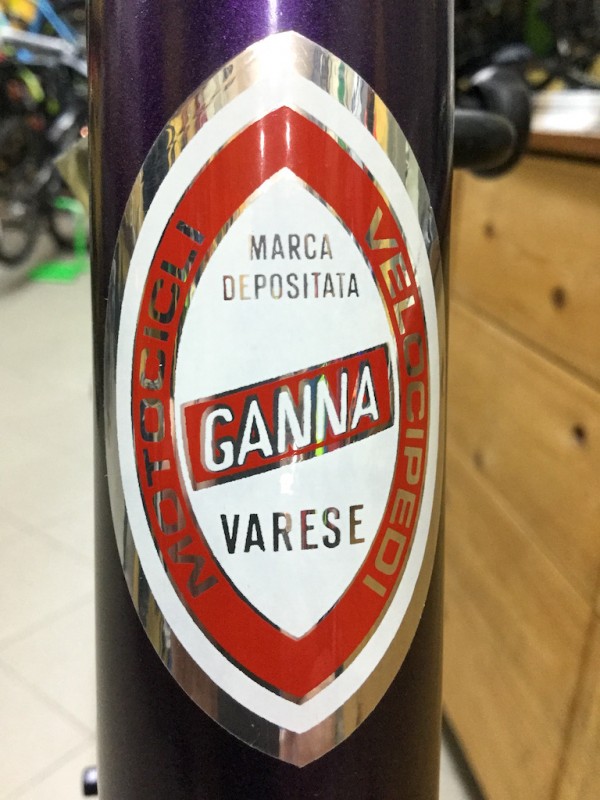 MOTOCICLI
VELOCIPEDI
MARCA
DEPOSITATA
GANNA
VARESE